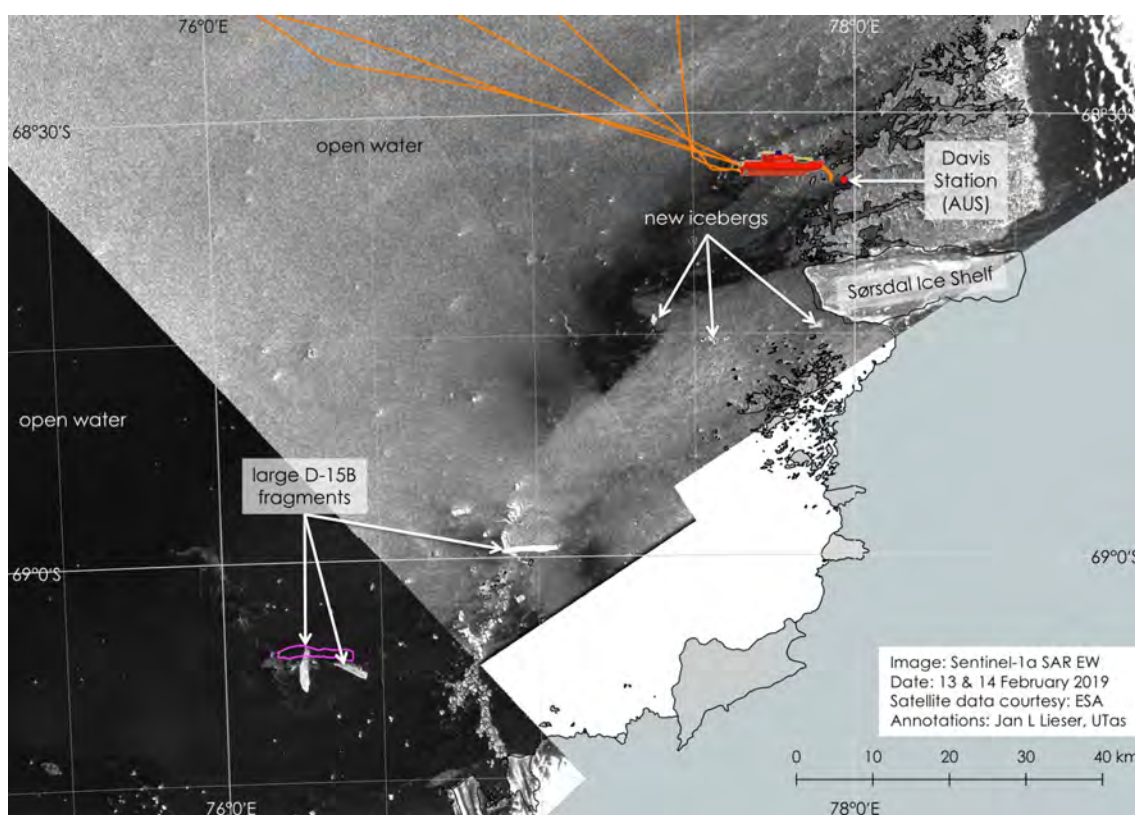 76°0'E
78°0'E
68°30'S
68°30'S
open water
Davis
Station
(AUS)
new icebergs
Sørsdal Ice Shelf
open water
large D-15B
fragments
69°0'S
69°0'S
Image: Sentinel-1a SAR EW
Date: 13 & 14 February 2019
Satellite data courtesy: ESA
Annotations: Jan L Lieser, UTas
0 10 20 30 40 km
76°0'E
78°0'E